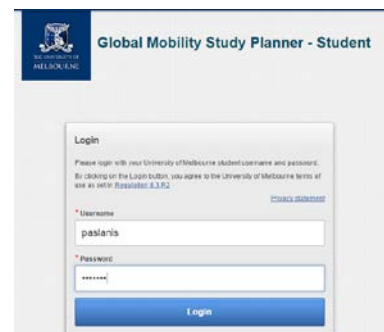 Global Mobility Study Planner - Student
THE UNIVERSITY OF
MELBOURNE
Login
Please login with your University of Melbourne student username and password.
By clicking on the Login button, you agree to the University of Melbourne terms of
use as set in Regulation 8.3.R2
Privacy statement
* Username
paslanis
* Password
•••••••
Login